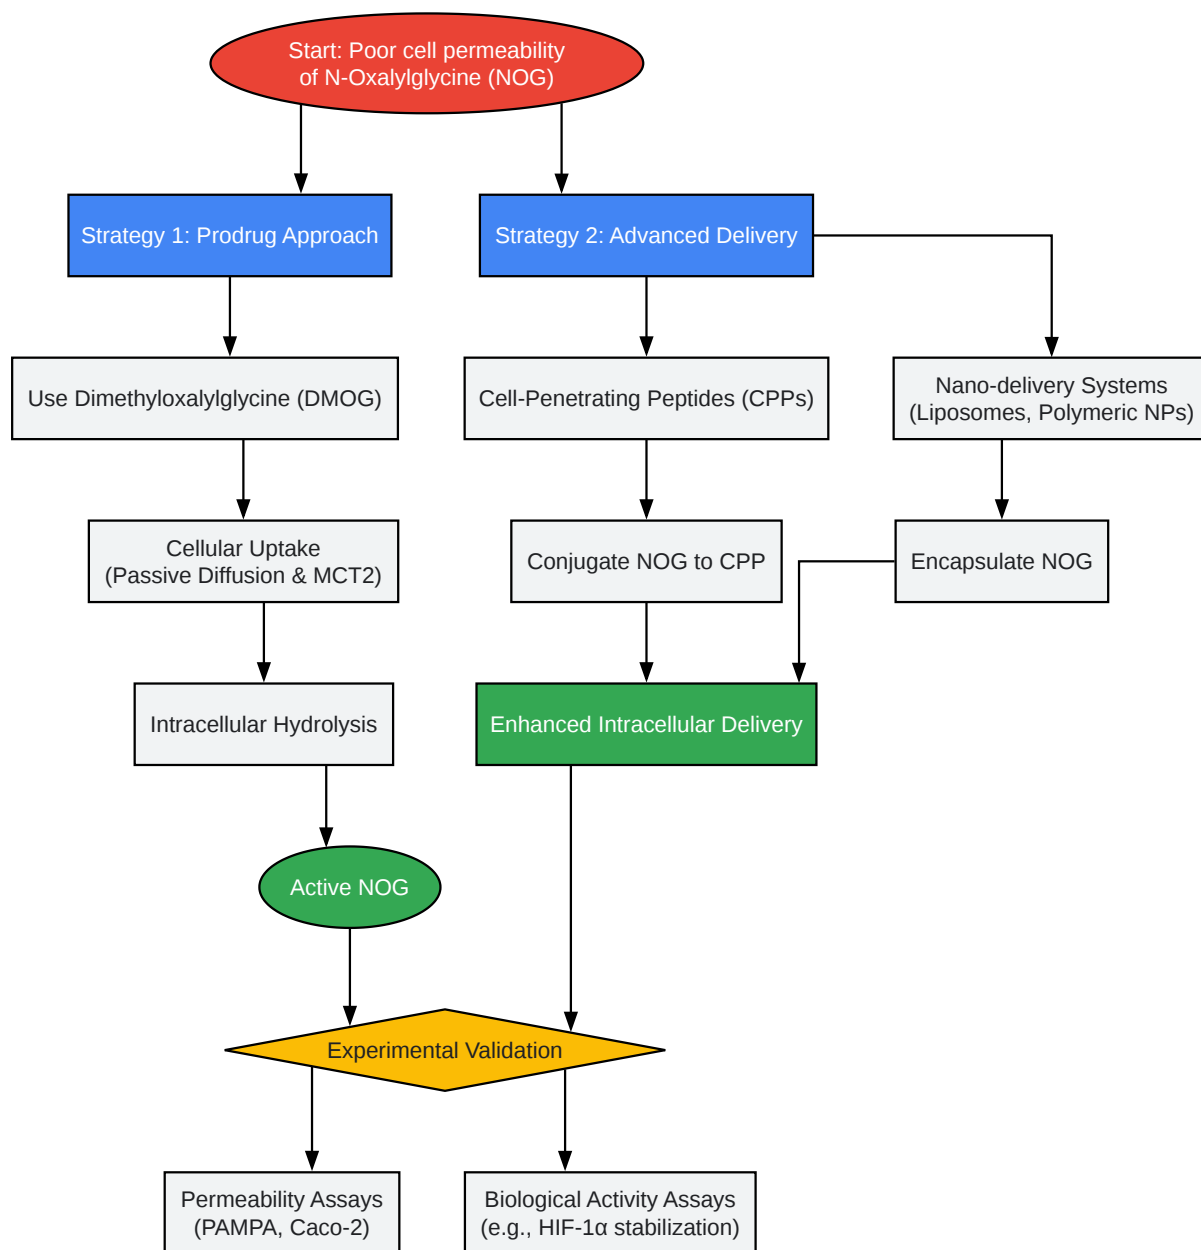 Start: Poor cell permeability
of N-Oxalylglycine (NOG)
Strategy 1: Prodrug Approach
Strategy 2: Advanced Delivery
Use Dimethyloxalylglycine (DMOG)
Cell-Penetrating Peptides (CPPs)
Nano-delivery Systems
(Liposomes, Polymeric NPs)
Cellular Uptake
(Passive Diffusion & MCT2)
Conjugate NOG to CPP
Encapsulate NOG
Intracellular Hydrolysis
Enhanced Intracellular Delivery
Active NOG
Experimental Validation
Permeability Assays
(PAMPA, Caco-2)
Biological Activity Assays
(e.g., HIF-1α stabilization)